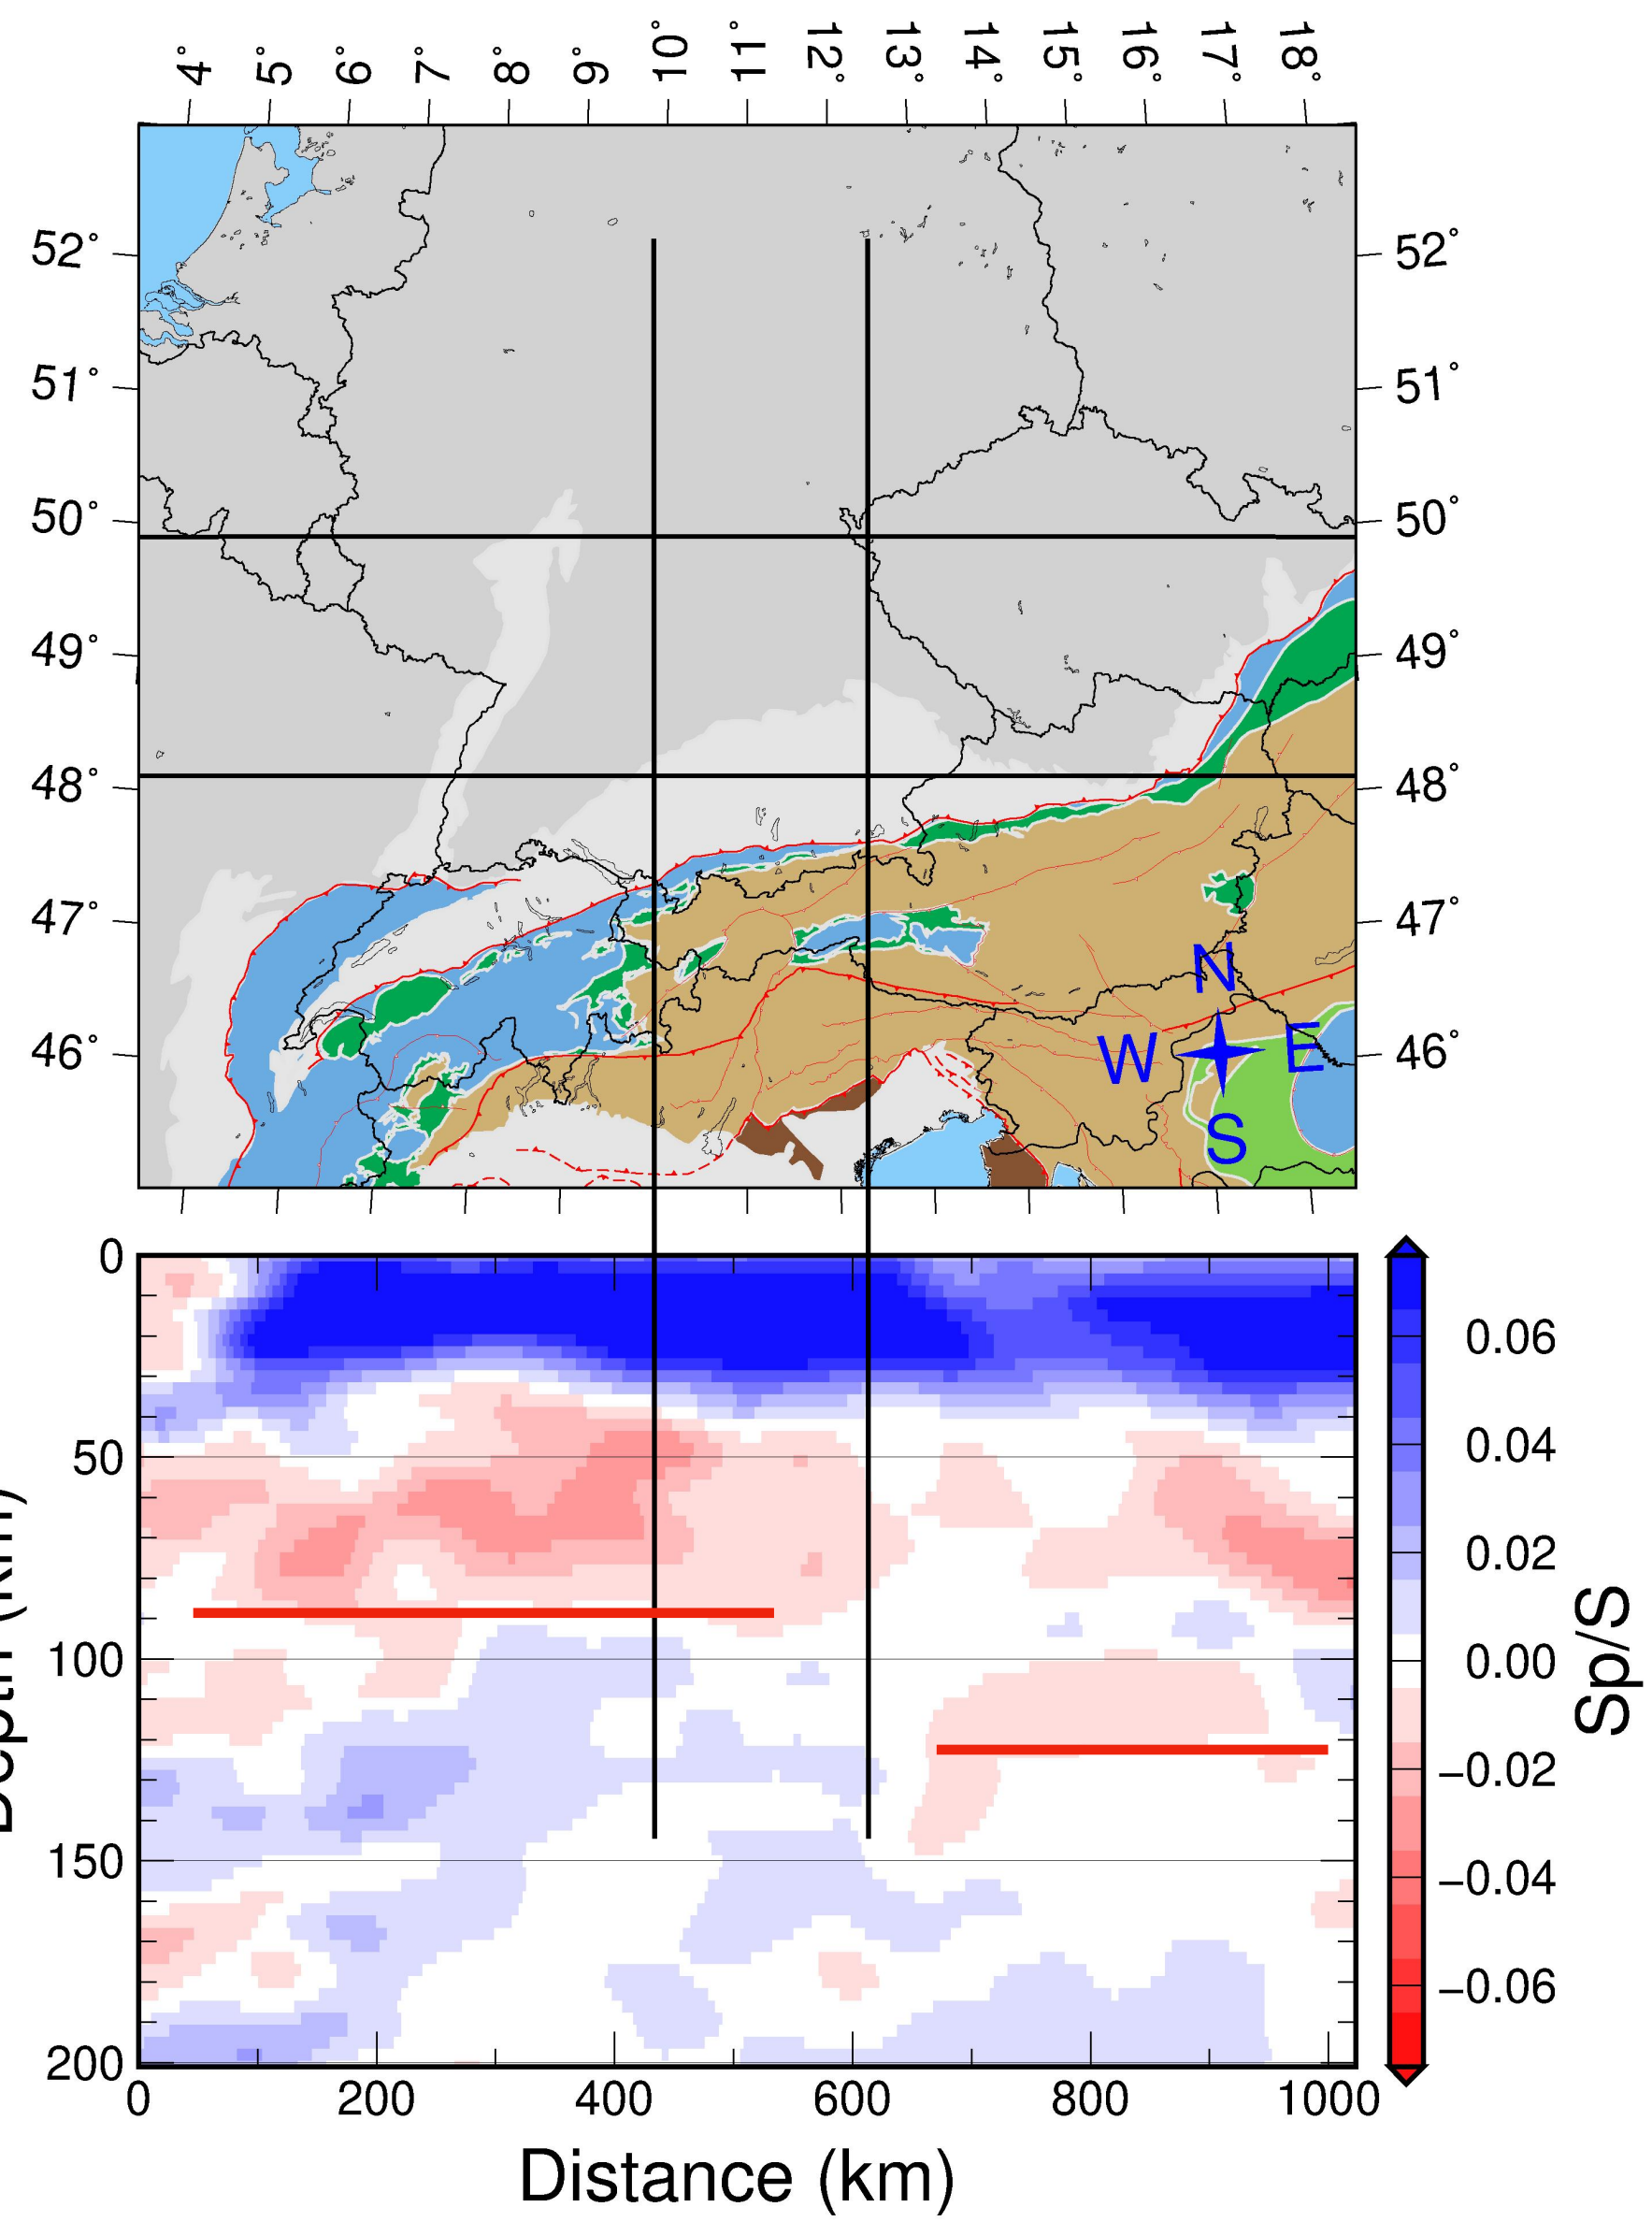 4° 5° 6° 7° 8° 9° 10° 11° 12° 13° 14° 15° 16° 17° 18°
52° 52°
51° 51°
50° 50°
49° 49°
48° 48°
47° 47°
N
46° W E 46°
S
0
50
100
150
200
0 200 400 600 800 1000
Distance (km)
Depth (km)
0.06
0.04
0.02
0.00
−0.02
−0.04
−0.06
Sp/S